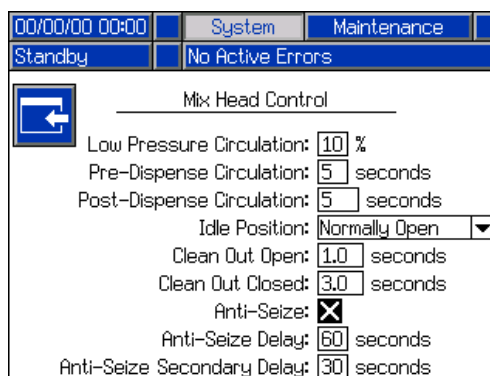 00/00/00 00:00 System Maintenance
Standby No Active Errors
Mix Head Control
Low Pressure Circulation: 10 %
Pre-Dispense Circulation: 5 seconds
Post-Dispense Circulation: 5 seconds
Idle Position: Normally Open
Clean Out Open: 1.0 seconds
Clean Out Closed: 3.0 seconds
Anti-Seize:
Anti-Seize Delay: 60 seconds
Anti-Seize Secondary Delay: 30 seconds